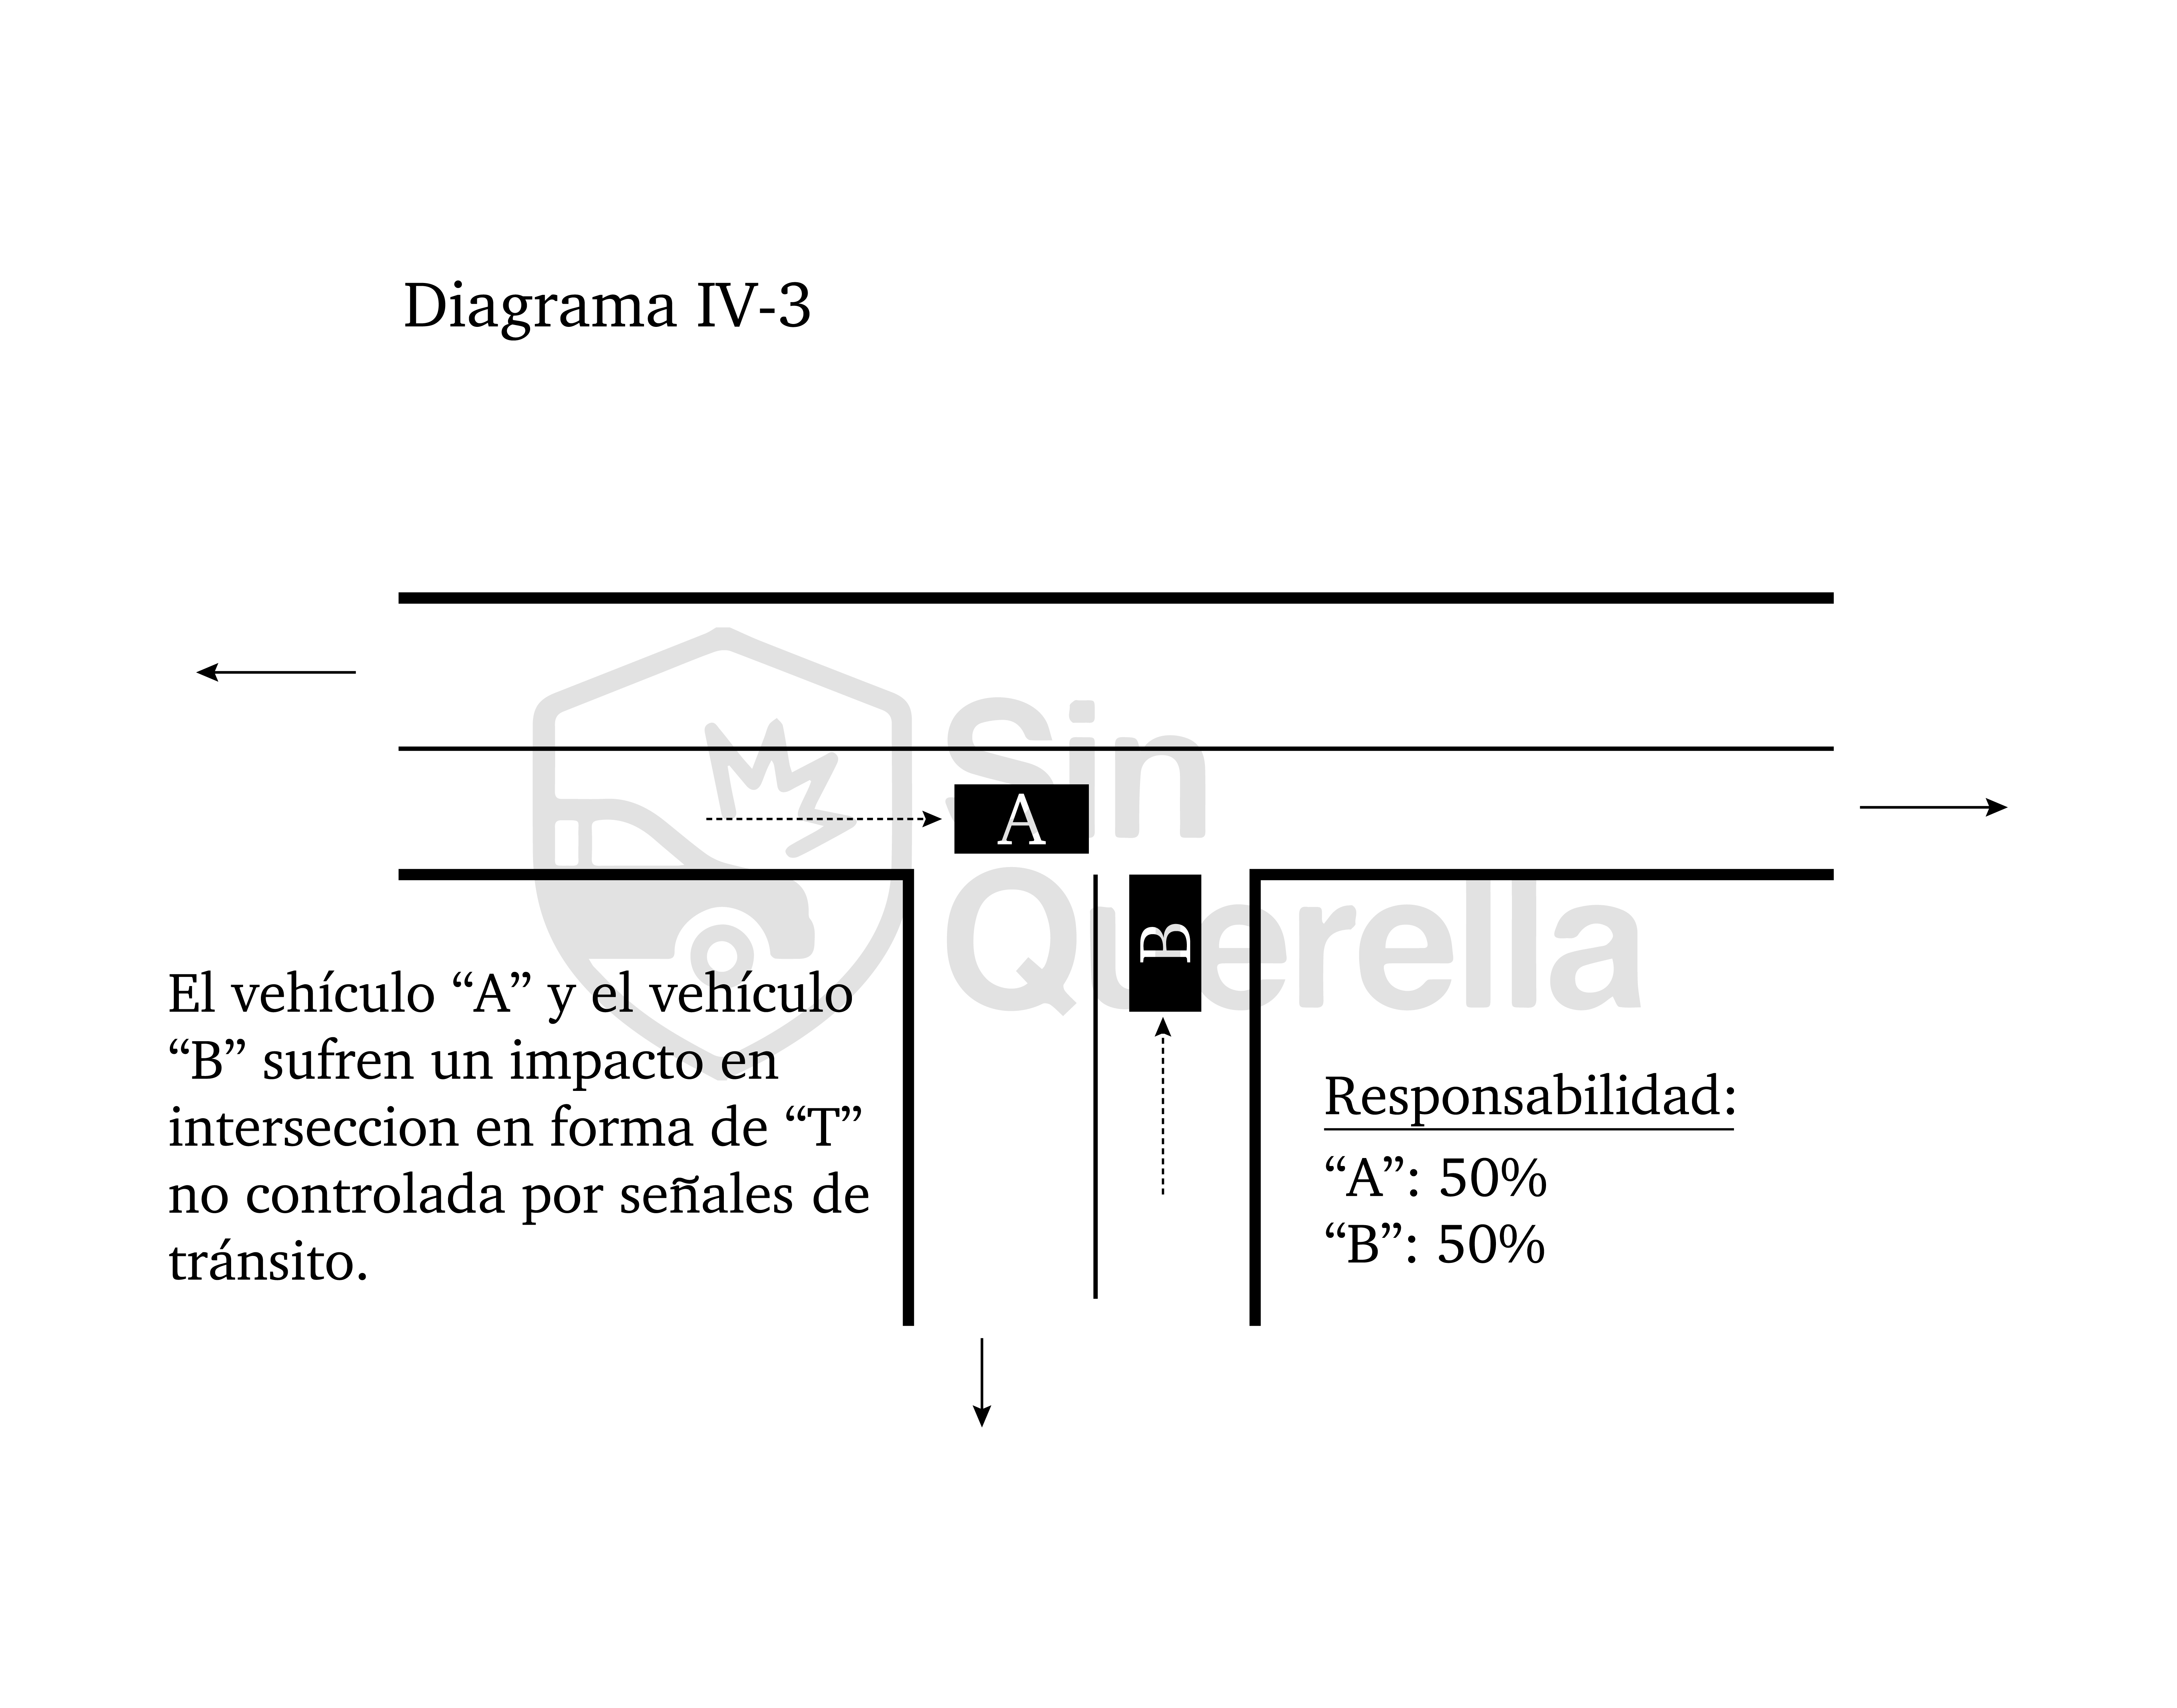 Diagrama IV-3
Sin
Querella
A
B
El vehículo “A” y el vehículo
“B” sufren un impacto en
interseccion en forma de “T”
no controlada por señales de
tránsito.
Responsabilidad:
“A”: 50%
“B”: 50%